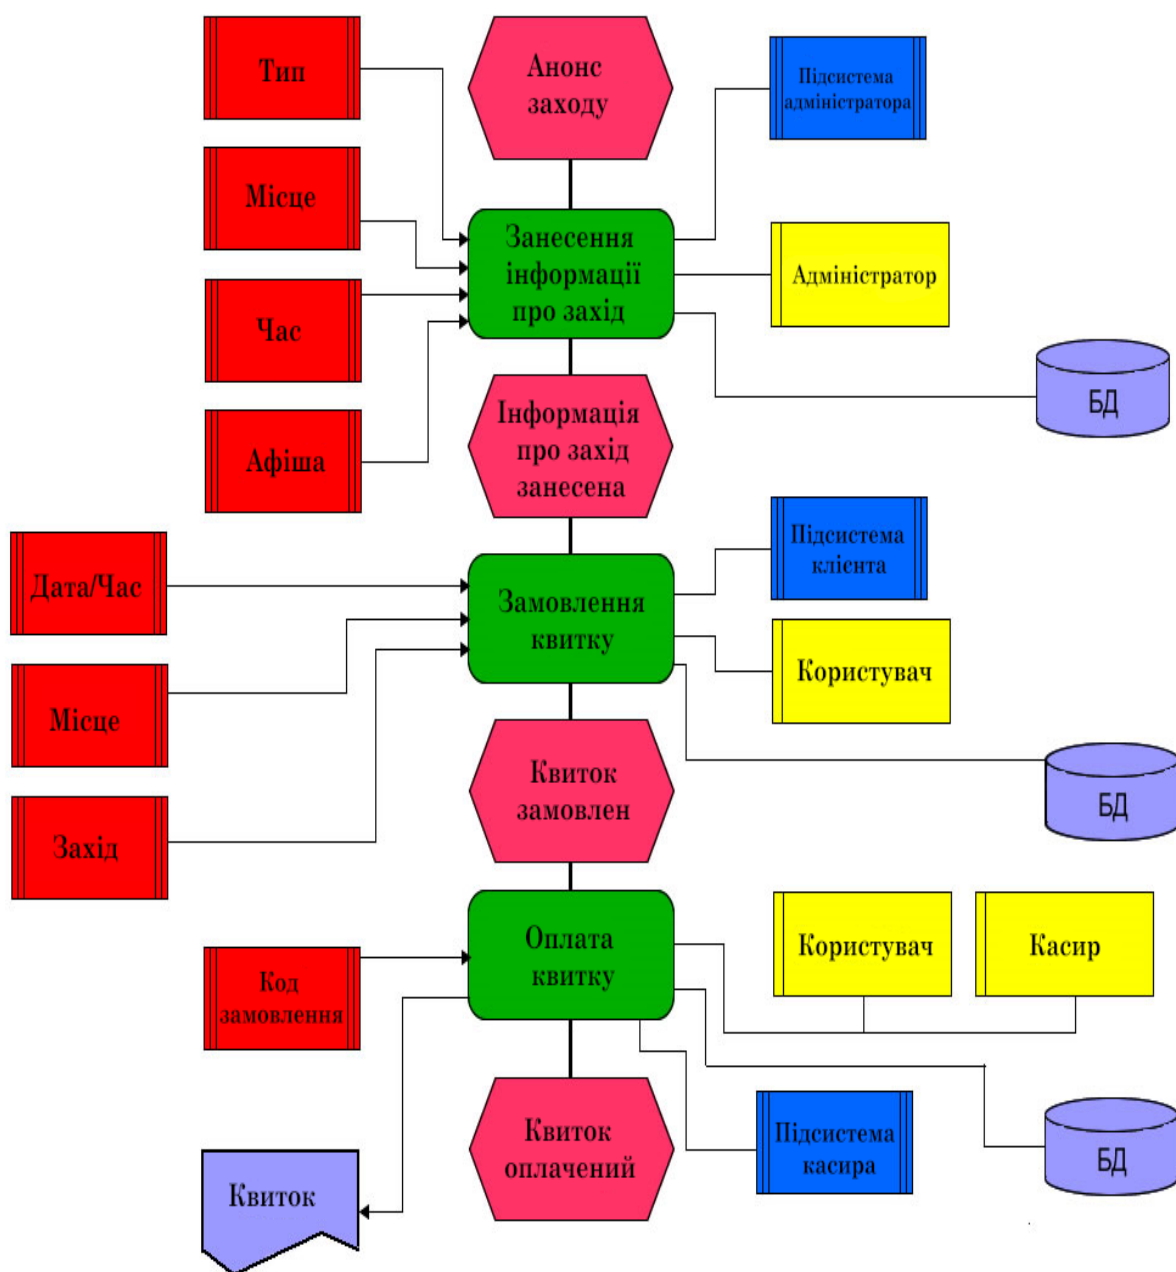 Тип
Анонс
заходу
Підсистема
адміністратора
Місце
Занесення
інформації
про захід
Адміністратор
Час
БД
Афіша
Інформація
про захід
занесена
Підсистема
клієнта
Дата/Час
Замовлення
квитку
Користувач
Місце
Квиток
замовлен
БД
Захід
Оплата
квитку
Користувач
Касир
Код
замовлення
Квиток
оплачений
Підсистема
касира
БД
Квиток